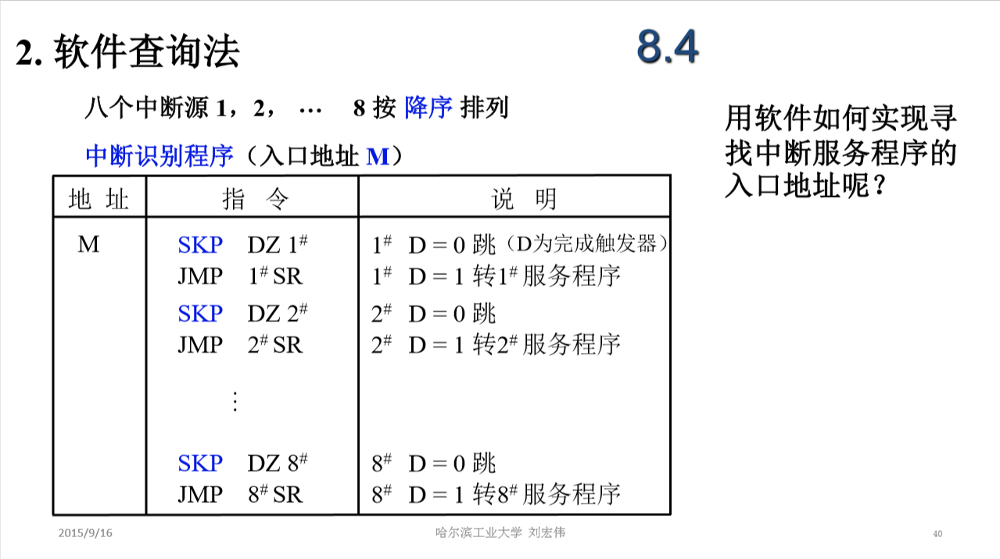 2. 软件查询法
8.4
八个中断源 1，2， … 8 按 降序 排列
中断识别程序（入口地址 M）
用软件如何实现寻
找中断服务程序的
入口地址呢？
地 址 指 令 说 明
M SKP DZ 1# 1# D = 0 跳（D为完成触发器）
JMP 1# SR 1# D = 1 转1# 服务程序
SKP DZ 2# 2# D = 0 跳
JMP 2# SR 2# D = 1 转2# 服务程序
⋮
SKP DZ 8# 8# D = 0 跳
JMP 8# SR 8# D = 1 转8# 服务程序
2015/9/16 哈尔滨工业大学 刘宏伟 40